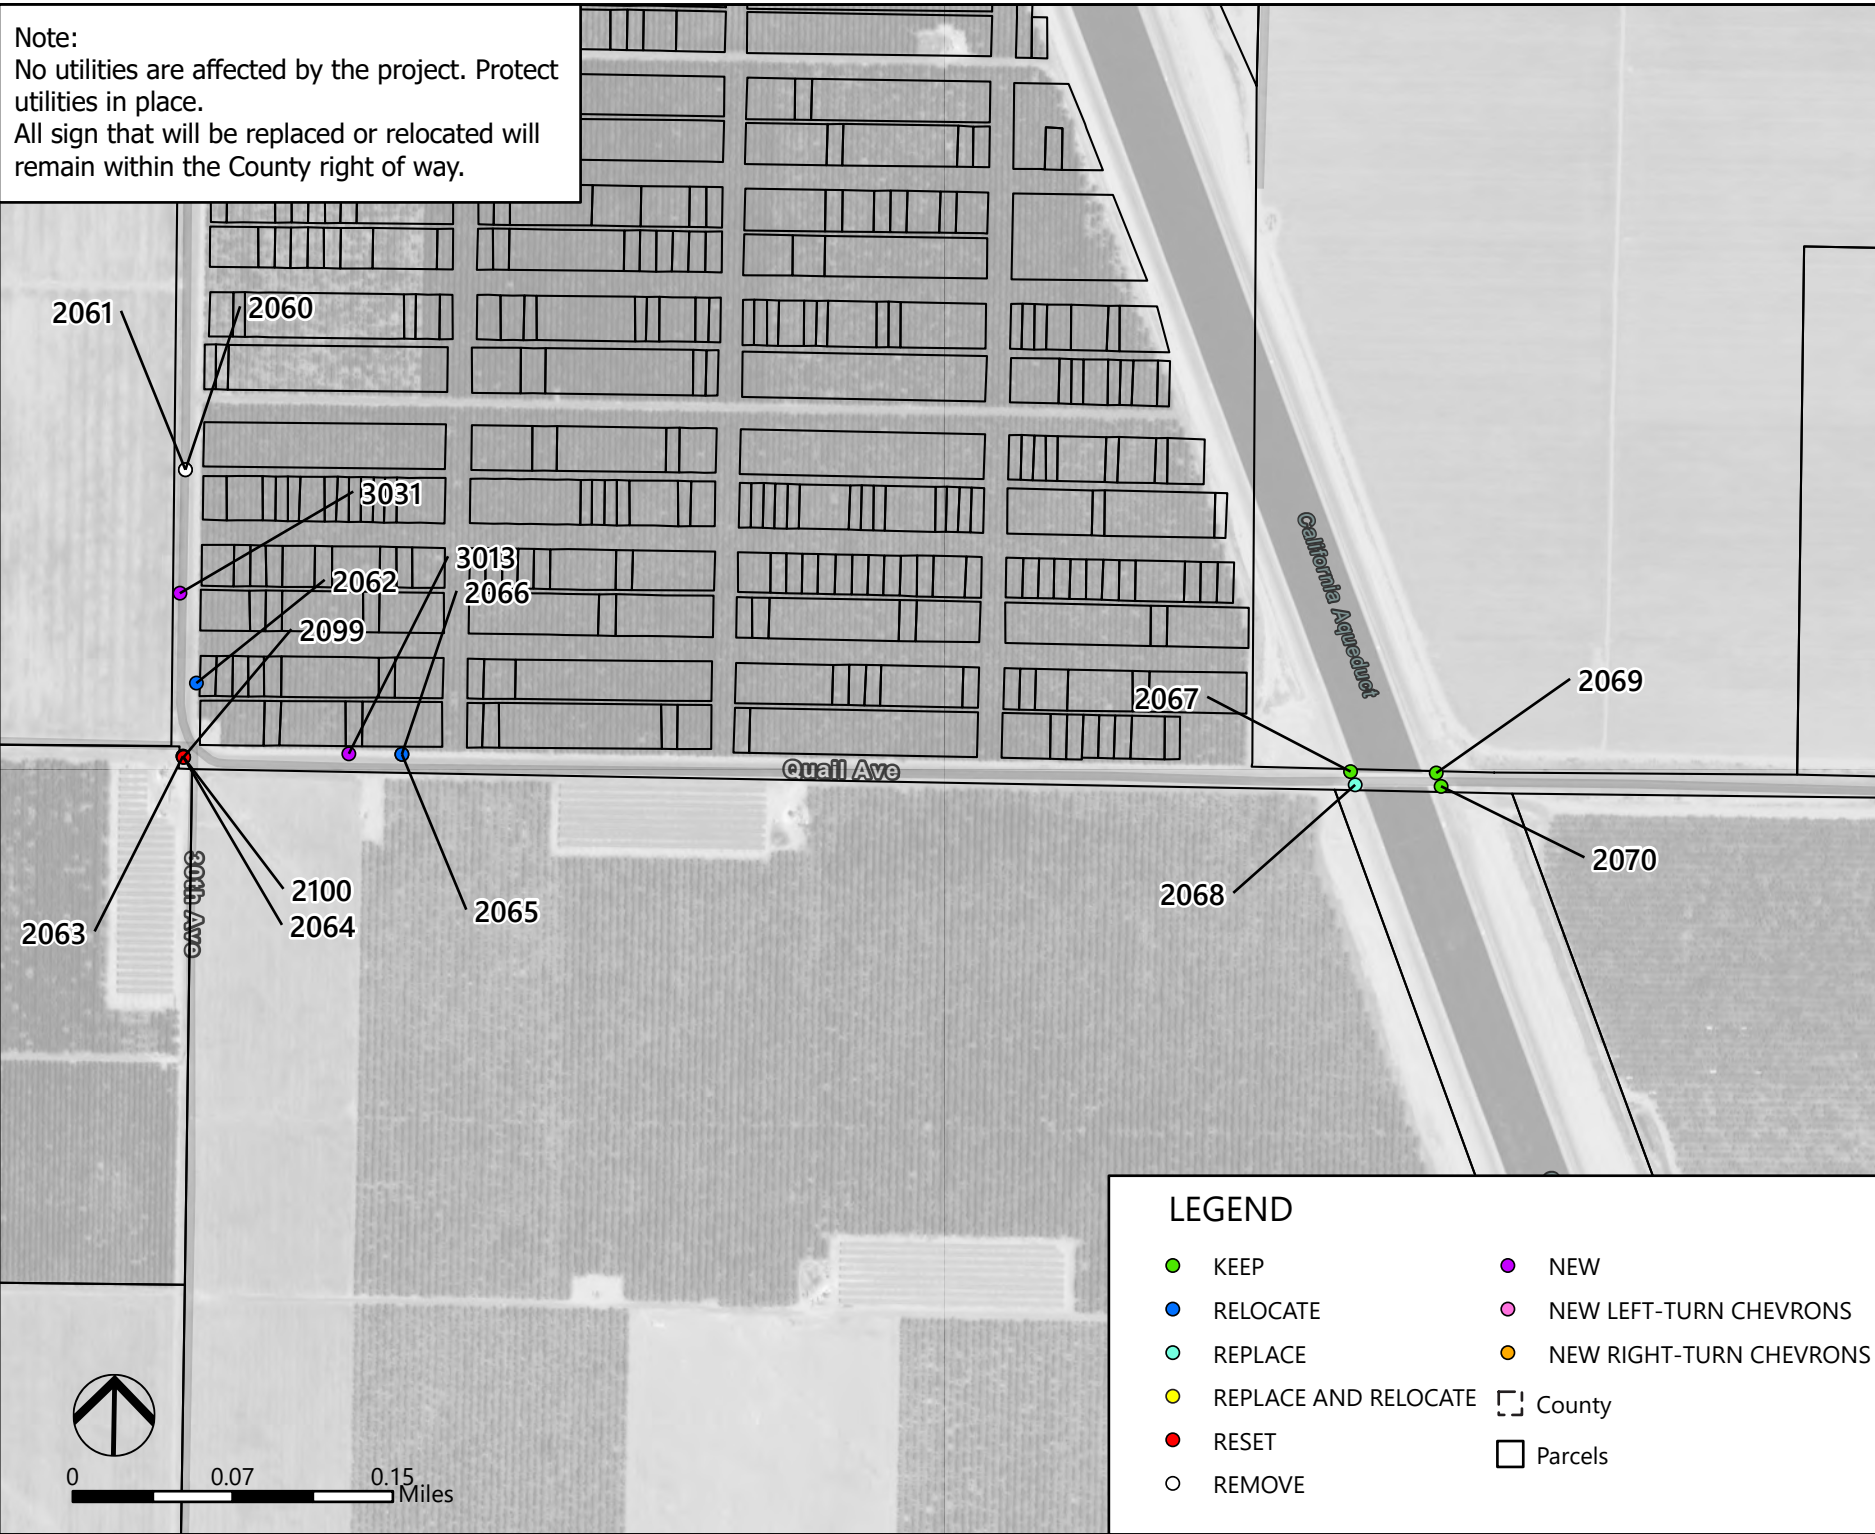 Note:
No utilities are affected by the project. Protect
utilities in place.
All sign that will be replaced or relocated will
remain within the County right of way.
2061
2060
3031
3013
2062
2066
2099
California Aqueduct
2067
2069
Quail Ave
2068
2070
30th Ave
2100
2063
2064
2065
LEGEND
KEEP
RELOCATE
REPLACE
REPLACE AND RELOCATE
RESET
REMOVE
NEW
NEW LEFT-TURN CHEVRONS
NEW RIGHT-TURN CHEVRONS
County
Parcels
0 0.07 0.15
Miles